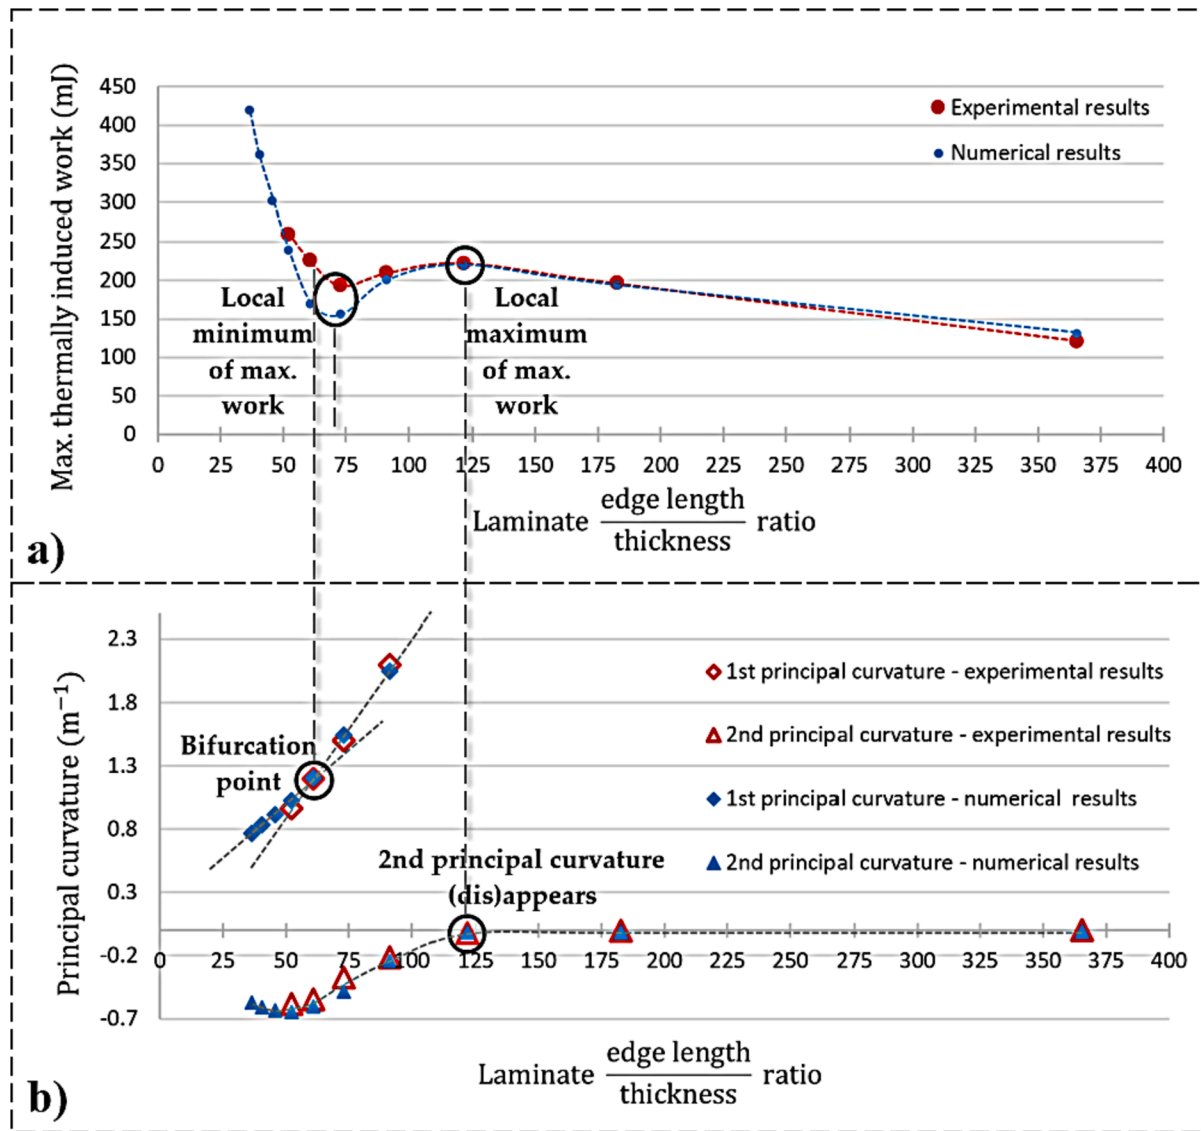 Max. thermally induced work (mJ)
450
400
350
300
250
200
150
100
50
0
Experimental results
Numerical results
Local
minimum
of max.
work
Local
maximum
of max.
work
0 25 50 75 100 125 150 175 200 225 250 275 300 325 350 375 400
Laminate edge length / thickness ratio
a)
Principal curvature (m⁻¹)
2.3
1.8
1.3
0.8
0.3
-0.2
-0.7
1st principal curvature - experimental results
2nd principal curvature - experimental results
1st principal curvature - numerical results
2nd principal curvature - numerical results
Bifurcation
point
2nd principal curvature
(dis)appears
0 25 50 75 100 125 150 175 200 225 250 275 300 325 350 375 400
Laminate edge length / thickness ratio
b)